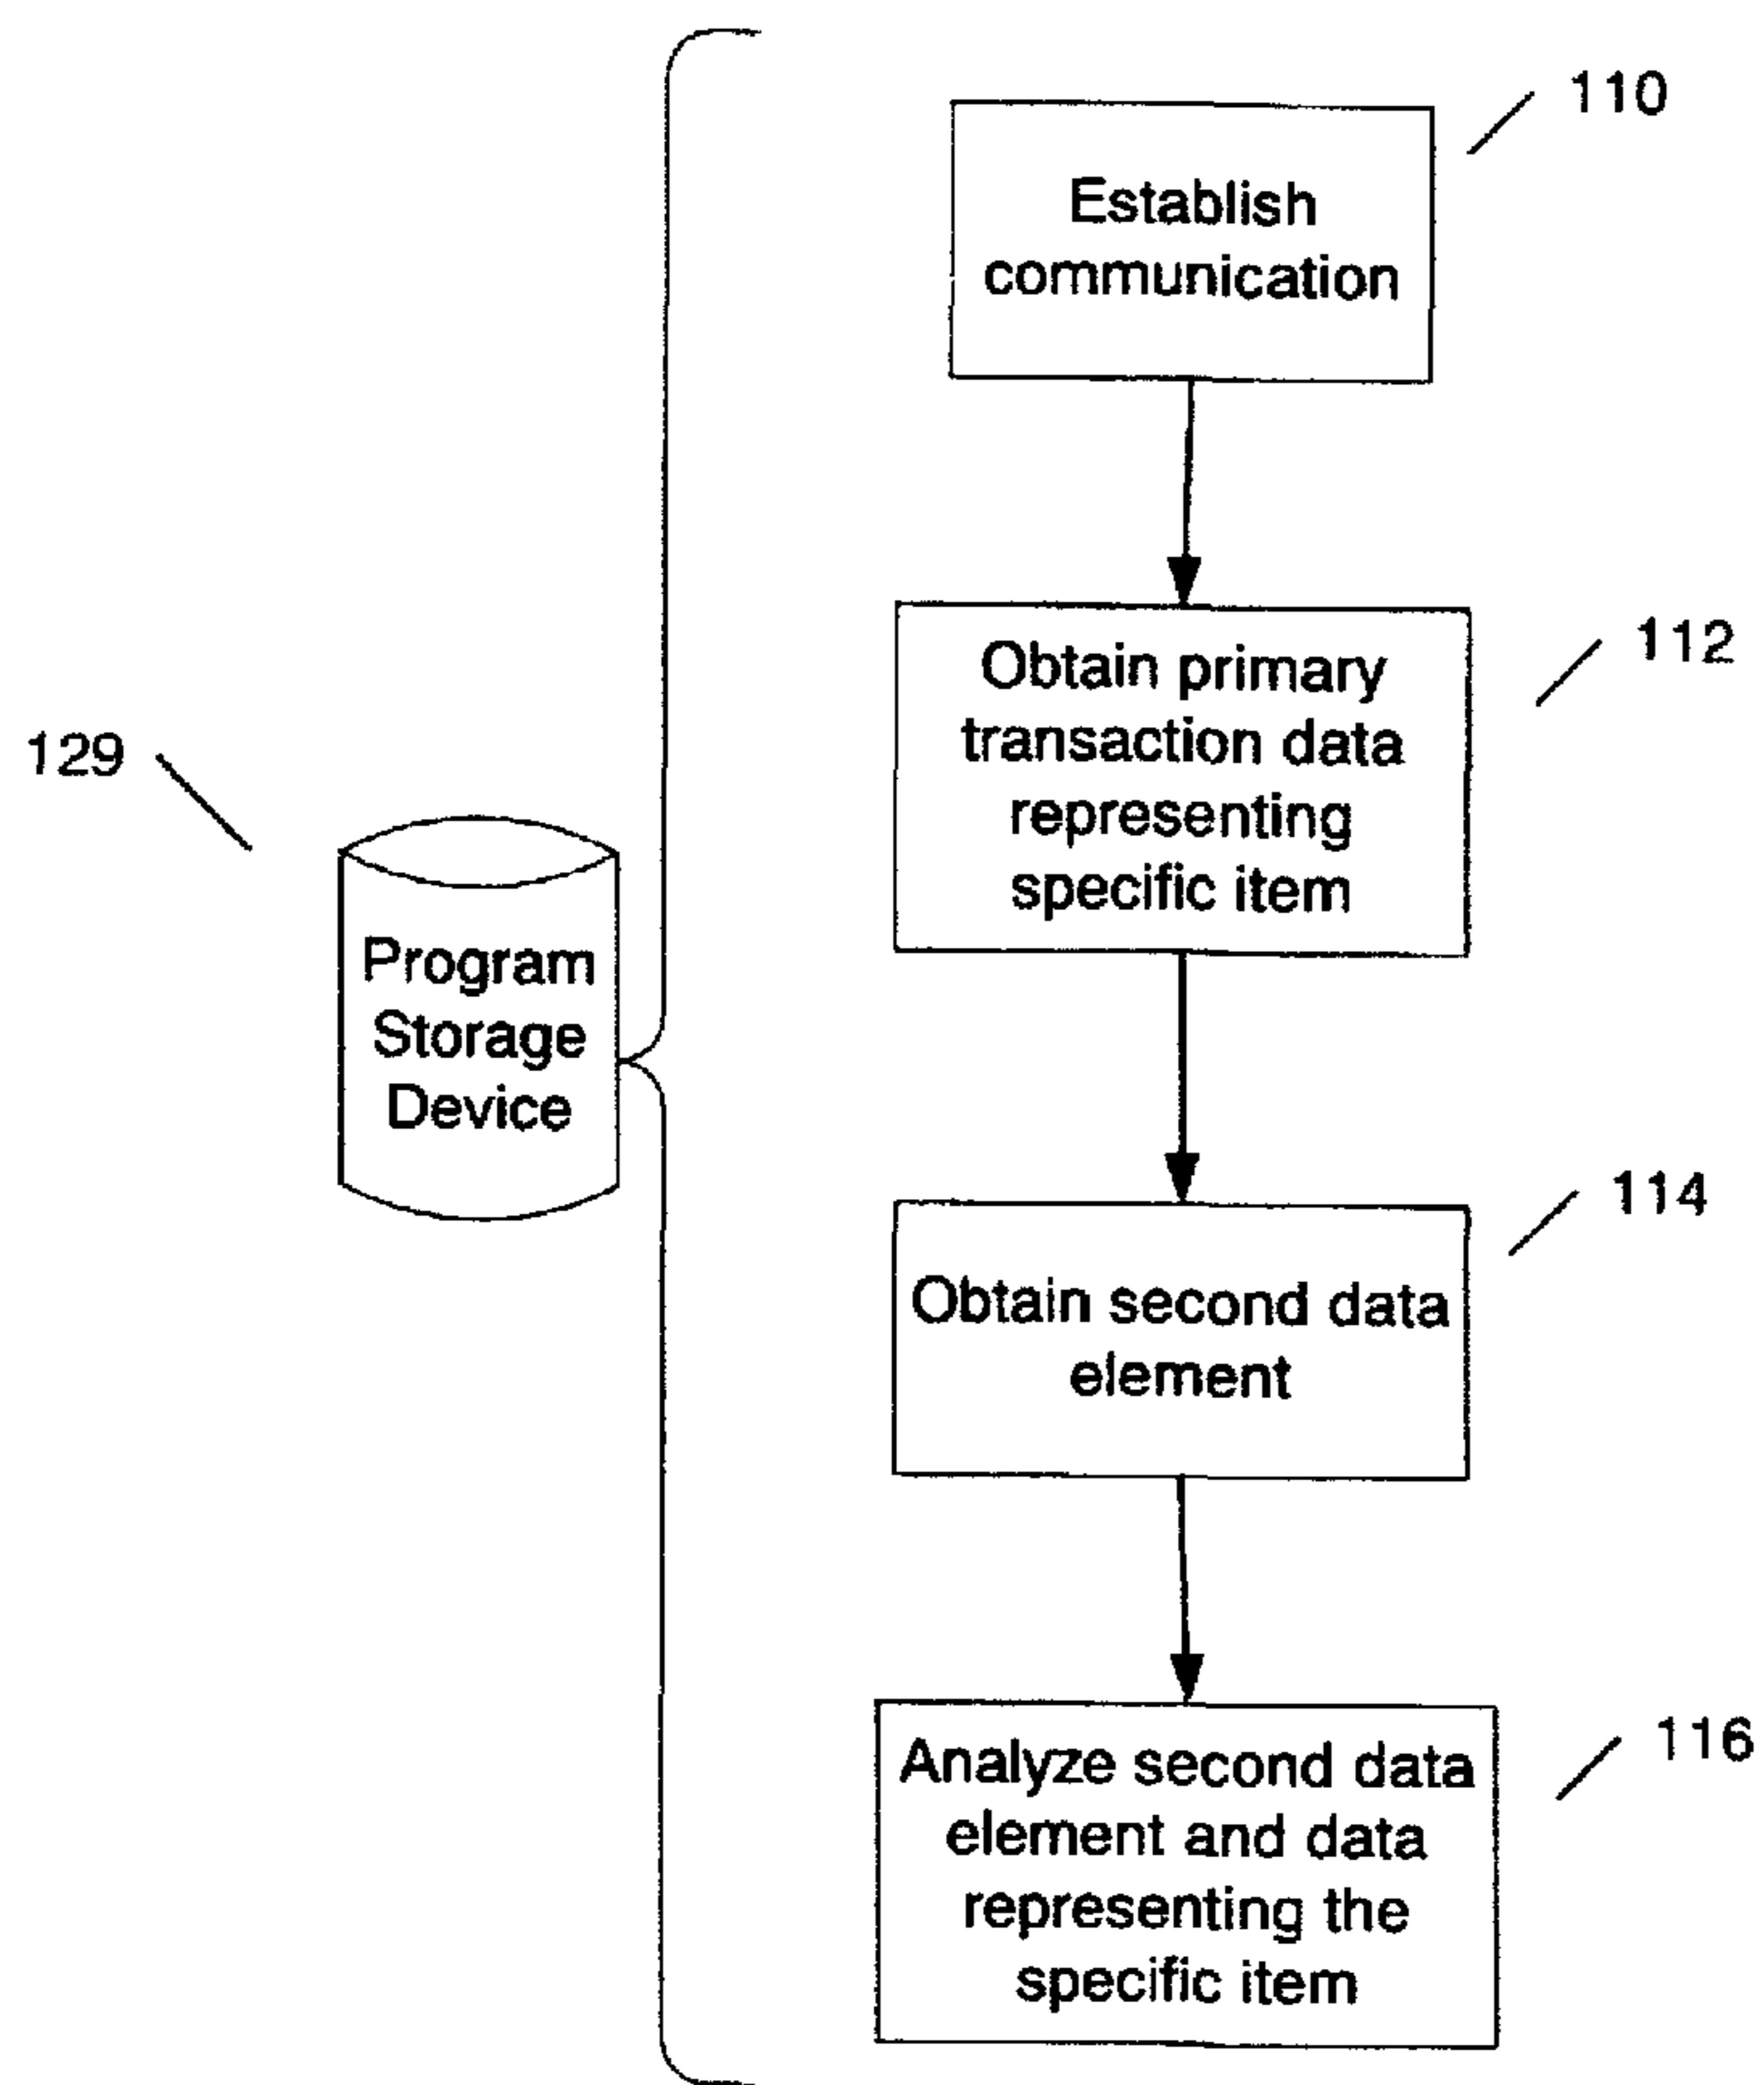 110
Establish
communication
112
Obtain primary
transaction data
representing
specific item
129
Program
Storage
Device
114
Obtain second data
element
116
Analyze second data
element and data
representing the
specific item